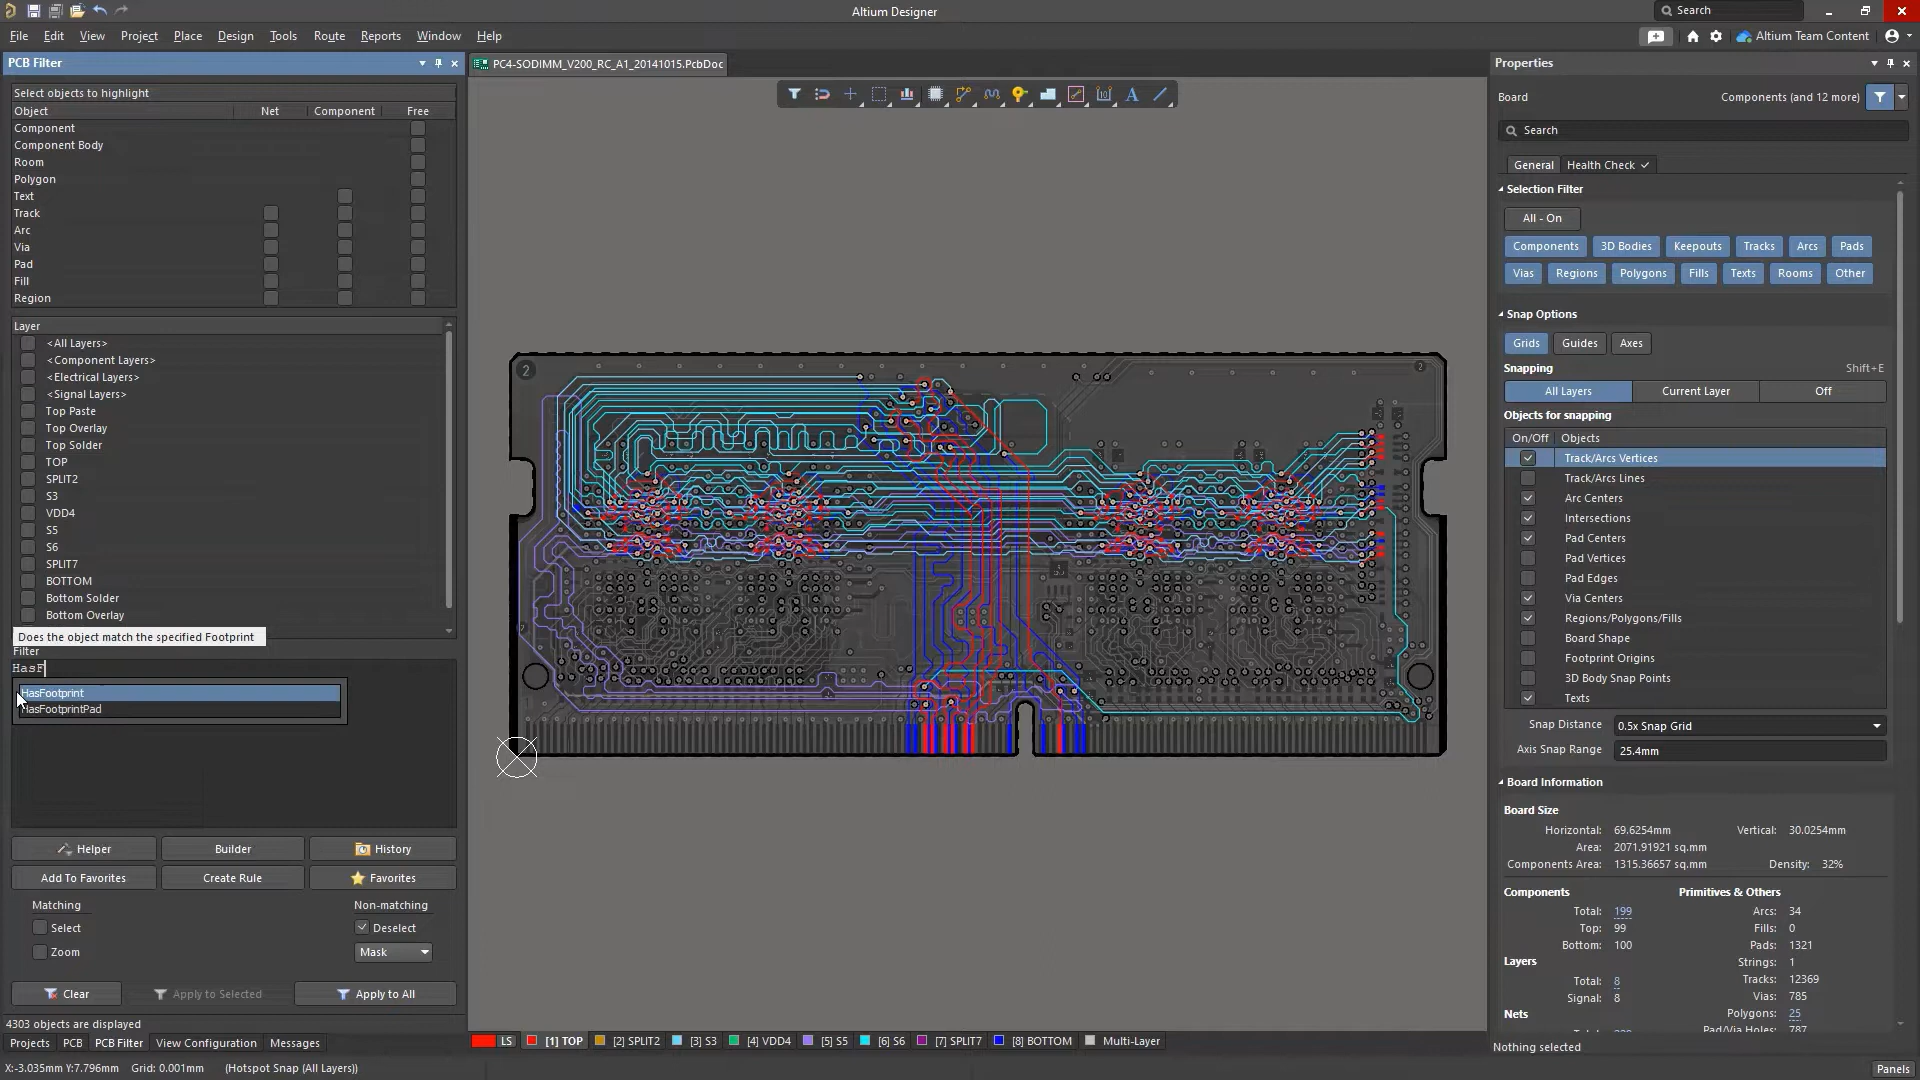 Altium Designer
Search
File Edit View Project Place Design Tools Route Reports Window Help
Altium Team Content
PCB Filter
PC4-SODIMM_V200_RC_A1_20141015.PcbDoc
Properties
Select objects to highlight
Object Net Component Free
Component
Component Body
Room
Polygon
Text
Track
Arc
Via
Pad
Fill
Region
Layer
<All Layers>
<Component Layers>
<Electrical Layers>
<Signal Layers>
Top Paste
Top Overlay
Top Solder
TOP
SPLIT2
S3
VDD4
S5
S6
SPLIT7
BOTTOM
Bottom Solder
Bottom Overlay
Does the object match the specified Footprint
Filter
HasF
HasFootprint
HasFootprintPad
Helper Builder History
Add To Favorites Create Rule Favorites
Matching Non-matching
Select Deselect
Zoom Mask
Clear Apply to Selected Apply to All
4303 objects are displayed
Projects PCB PCB Filter View Configuration Messages
X:-3.035mm Y:7.796mm Grid: 0.001mm (Hotspot Snap (All Layers))
2
2
LS [1] TOP [2] SPLIT2 [3] S3 [4] VDD4 [5] S5 [6] S6 [7] SPLIT7 [8] BOTTOM Multi-Layer
Board Components (and 12 more)
Search
General Health Check
Selection Filter
All - On
Components 3D Bodies Keepouts Tracks Arcs Pads
Vias Regions Polygons Fills Texts Rooms Other
Snap Options
Grids Guides Axes
Snapping Shift+E
All Layers Current Layer Off
Objects for snapping
On/Off Objects
Track/Arcs Vertices
Track/Arcs Lines
Arc Centers
Intersections
Pad Centers
Pad Vertices
Pad Edges
Via Centers
Regions/Polygons/Fills
Board Shape
Footprint Origins
3D Body Snap Points
Texts
Snap Distance 0.5x Snap Grid
Axis Snap Range 25.4mm
Board Information
Board Size
Horizontal: 69.6254mm Vertical: 30.0254mm
Area: 2071.91921 sq.mm
Components Area: 1315.36657 sq.mm Density: 32%
Components Primitives & Others
Total: 199 Arcs: 34
Top: 99 Fills: 0
Bottom: 100 Pads: 1321
Layers Strings: 1
Total: 8 Tracks: 12369
Signal: 8 Vias: 785
Nets Polygons: 25
Pad/Via Holes: 787
Nothing selected
Panels